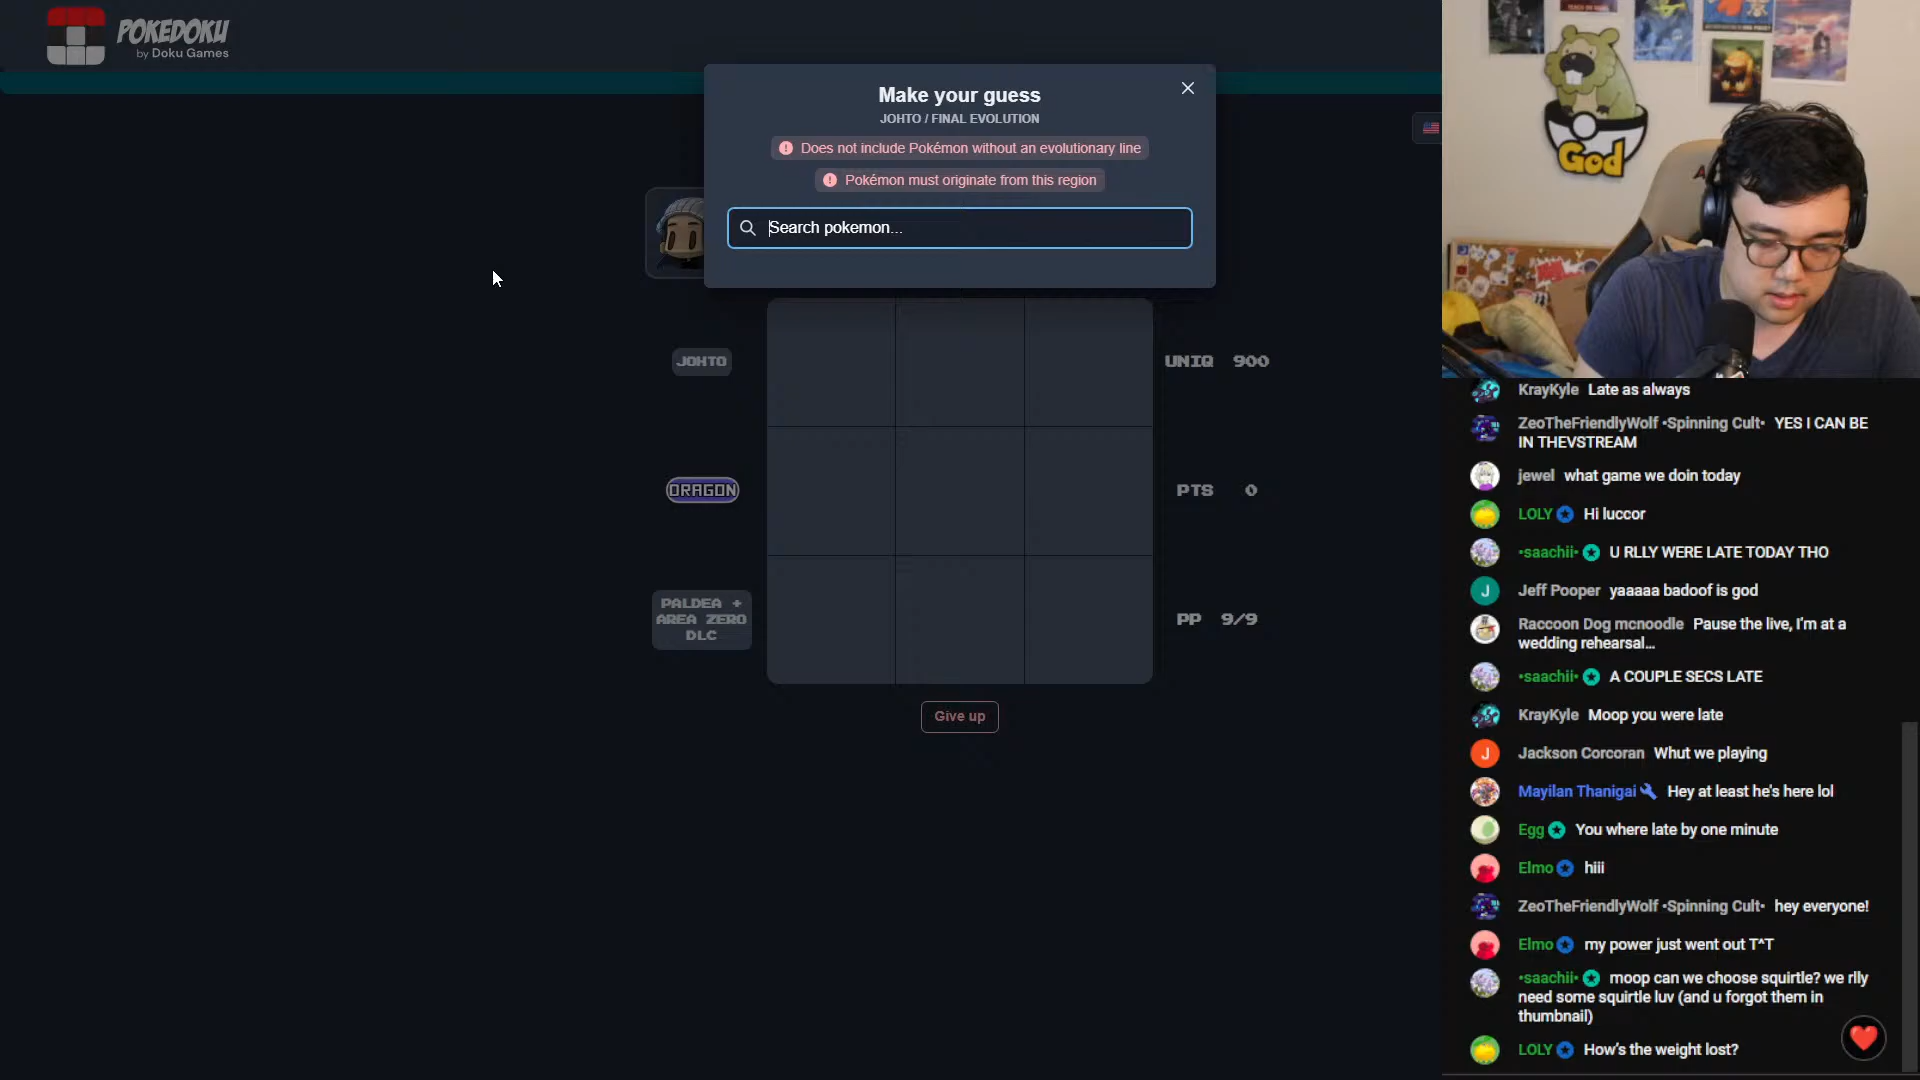 POKEDOKU
by Doku Games
Make your guess
JOHTO / FINAL EVOLUTION
Does not include Pokémon without an evolutionary line
Pokémon must originate from this region
Search pokemon...
JOHTO
DRAGON
PALDEA +
AREA ZERO
DLC
UNIQ 900
PTS 0
PP 9/9
Give up
God
KrayKyle Late as always
ZeoTheFriendlyWolf •Spinning Cult• YES I CAN BE
IN THEVSTREAM
jewel what game we doin today
LOLY Hi luccor
•saachii• U RLLY WERE LATE TODAY THO
J
Jeff Pooper yaaaaa badoof is god
Raccoon Dog mcnoodle Pause the live, I'm at a
wedding rehearsal...
•saachii• A COUPLE SECS LATE
KrayKyle Moop you were late
J
Jackson Corcoran Whut we playing
Mayilan Thanigai Hey at least he's here lol
Egg You where late by one minute
Elmo hiii
ZeoTheFriendlyWolf •Spinning Cult• hey everyone!
Elmo my power just went out T^T
•saachii• moop can we choose squirtle? we rlly
need some squirtle luv (and u forgot them in
thumbnail)
LOLY How's the weight lost?